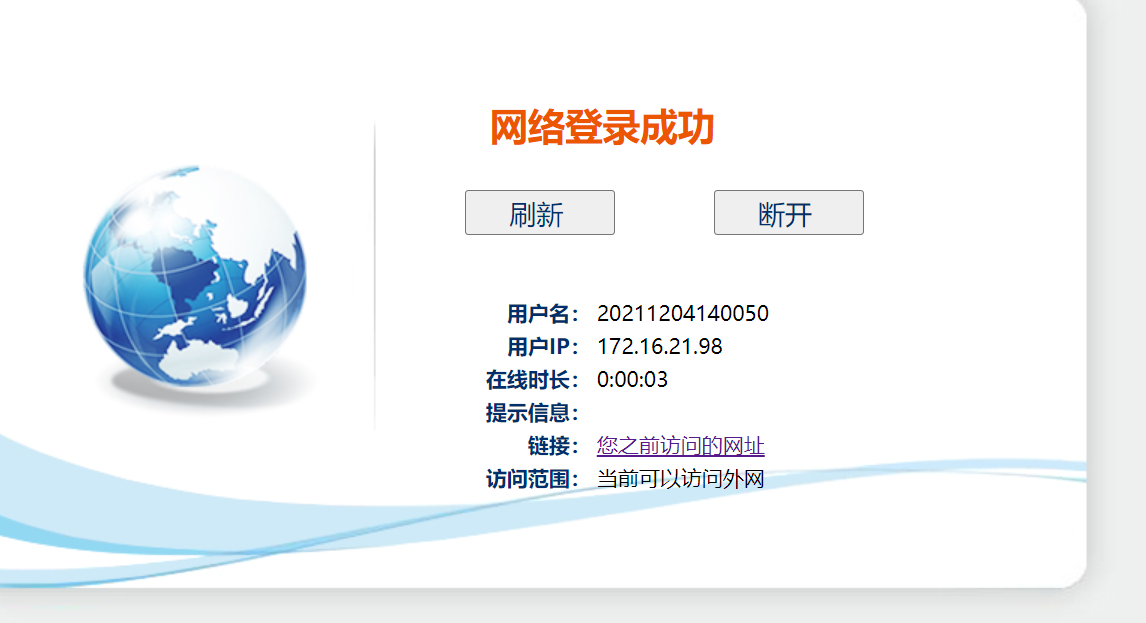 网络登录成功
刷新 断开
用户名： 20211204140050
用户IP： 172.16.21.98
在线时长： 0:00:03
提示信息：
链接： 您之前访问的网址
访问范围： 当前可以访问外网